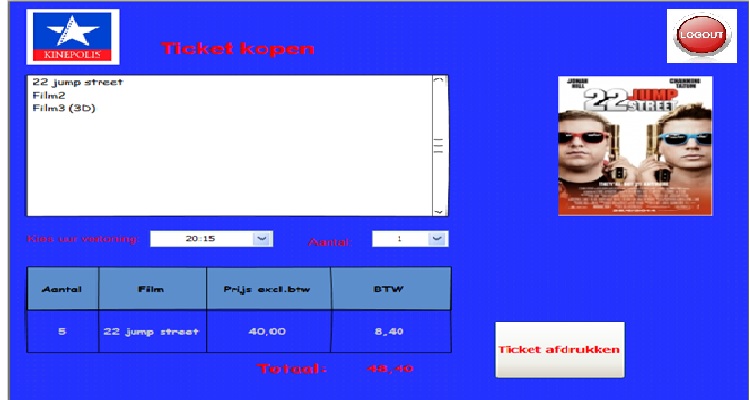 KINEPOLIS
Ticket kopen
LOGOUT
22 jump street
Film2
Film3 (3D)
JONAH HILL
CHANNING TATUM
22 JUMP STREET
Kies uur vertoning:
20:15
Aantal:
1
Aantal Film Prijs excl.btw BTW
5 22 jump street 40,00 8,40
Totaal: 48,40
Ticket afdrukken